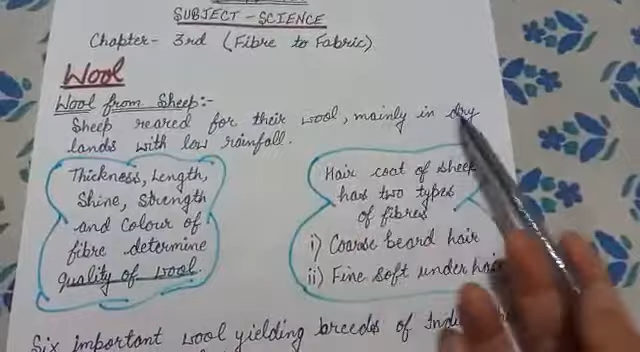 SUBJECT - SCIENCE
Chapter - 3rd (Fibre to Fabric)
Wool
Wool from Sheep:-
Sheep reared for their wool, mainly in dry
lands with low rainfall.
Thickness, Length,
Shine, Strength
and Colour of
fibre determine
quality of wool.
Hair coat of sheep
has two types
of fibres
i) Coarse beard hair
ii) Fine soft under hair
Six important wool yielding breeds of